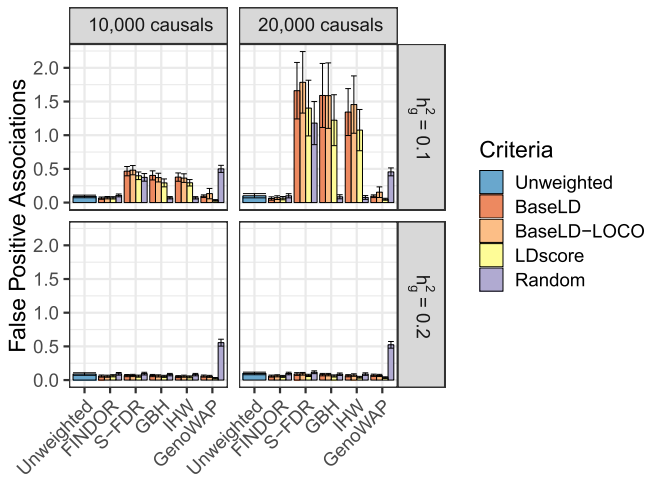 10,000 causals
20,000 causals
False Positive Associations
2.0
1.5
1.0
0.5
0.0
h²g = 0.1
2.0
1.5
1.0
0.5
0.0
h²g = 0.2
Unweighted
FINDOR
S−FDR
GBH
IHW
GenoWAP
Unweighted
FINDOR
S−FDR
GBH
IHW
GenoWAP
Criteria
Unweighted
BaseLD
BaseLD−LOCO
LDscore
Random